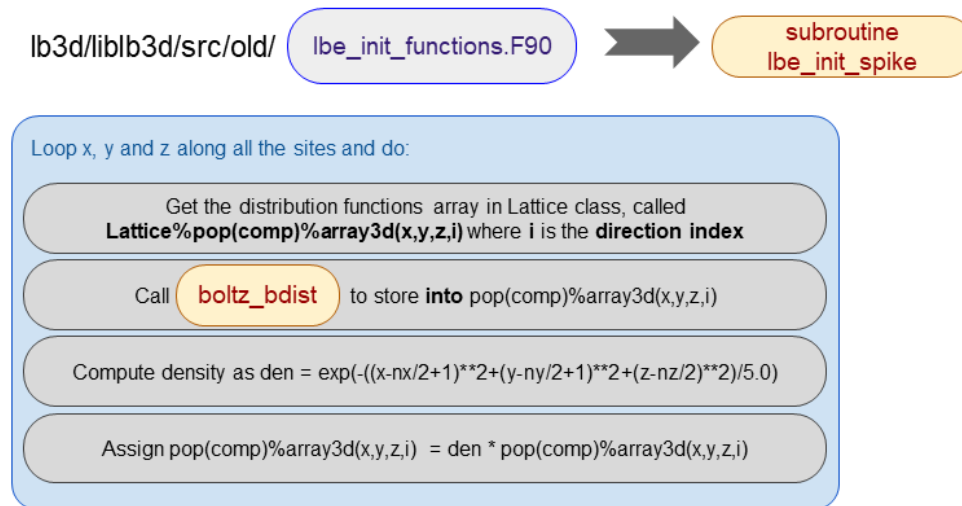 lb3d/liblb3d/src/old/ lbe_init_functions.F90
subroutine
lbe_init_spike
Loop x, y and z along all the sites and do:
Get the distribution functions array in Lattice class, called
Lattice%pop(comp)%array3d(x,y,z,i) where i is the direction index
Call boltz_bdist to store into pop(comp)%array3d(x,y,z,i)
Compute density as den = exp(-((x-nx/2+1)**2+(y-ny/2+1)**2+(z-nz/2)**2)/5.0)
Assign pop(comp)%array3d(x,y,z,i) = den * pop(comp)%array3d(x,y,z,i)